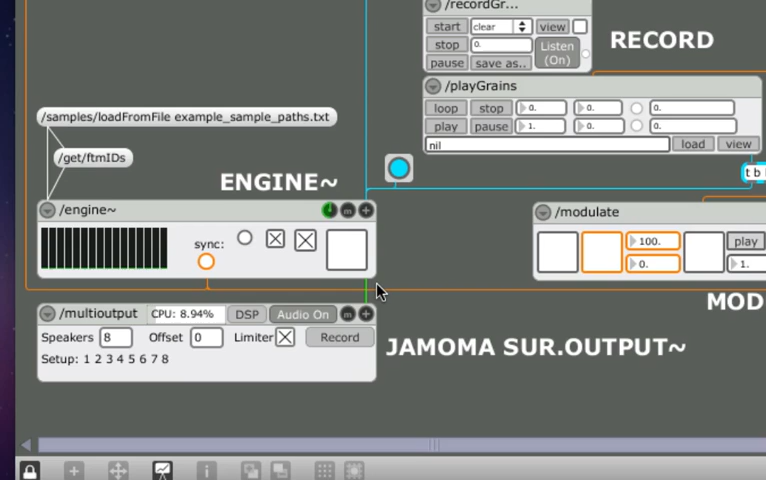 /recordGr...
start clear view
stop 0. Listen (On)
pause save as..
RECORD
/playGrains
loop stop 0. 0. 0.
play pause 1. 0. 0.
nil load view
/samples/loadFromFile example_sample_paths.txt
/get/ftmIDs
ENGINE~
t b
/engine~ m +
sync:
/modulate
100. play
0. 1.
MOD
/multioutput CPU: 8.94% DSP Audio On m +
Speakers 8 Offset 0 Limiter Record
Setup: 1 2 3 4 5 6 7 8
JAMOMA SUR.OUTPUT~